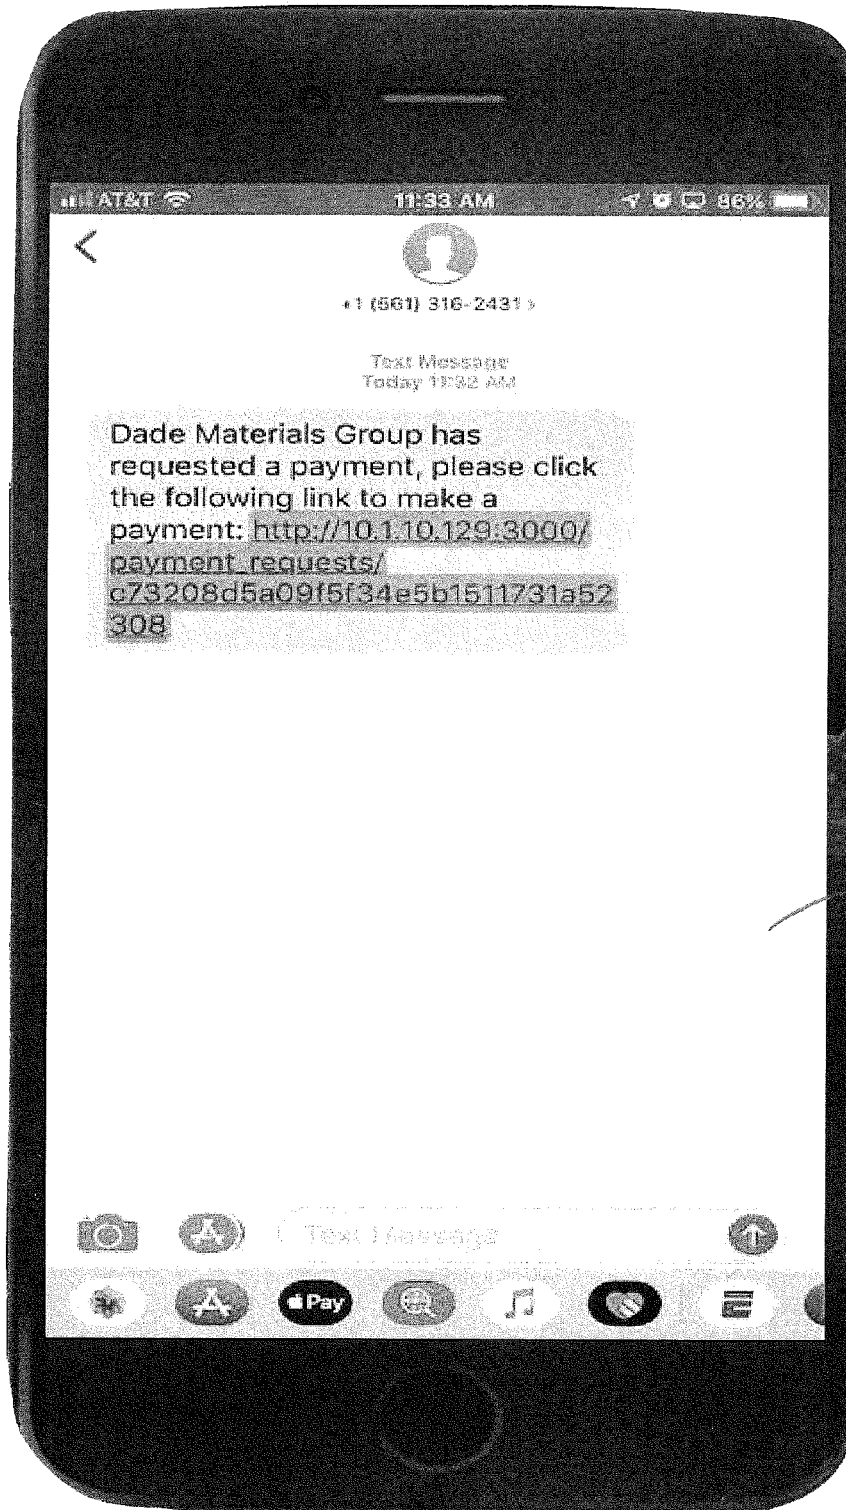 AT&T 11:33 AM 86%
+1 (561) 316-2431 >
Text Message
Today 11:32 AM
Dade Materials Group has
requested a payment, please click
the following link to make a
payment: http://10.1.10.129:3000/
payment_requests/
c73208d5a09f5f34e5b1511731a52
308
Text Message
Pay